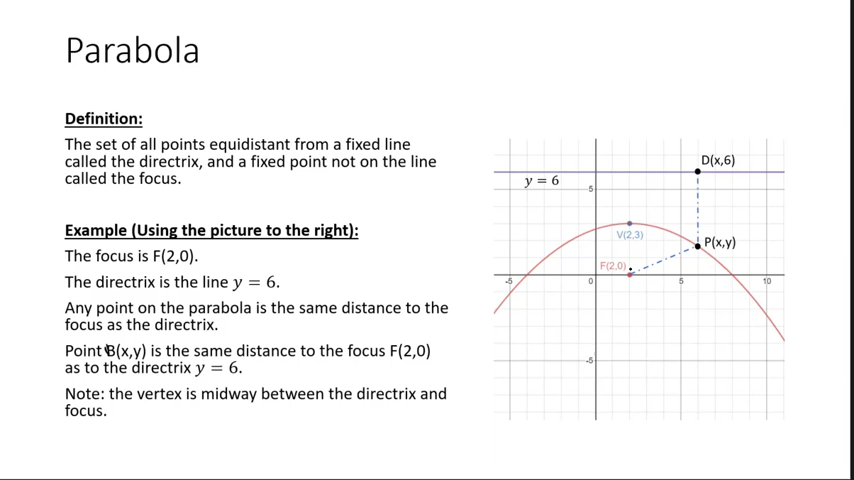 Parabola
Definition:
The set of all points equidistant from a fixed line
called the directrix, and a fixed point not on the line
called the focus.
Example (Using the picture to the right):
The focus is F(2,0).
The directrix is the line y = 6.
Any point on the parabola is the same distance to the
focus as the directrix.
Point B(x,y) is the same distance to the focus F(2,0)
as to the directrix y = 6.
Note: the vertex is midway between the directrix and
focus.
D(x,6)
y = 6
5
V(2,3)
P(x,y)
F(2,0)
-5
0
5
10
-5